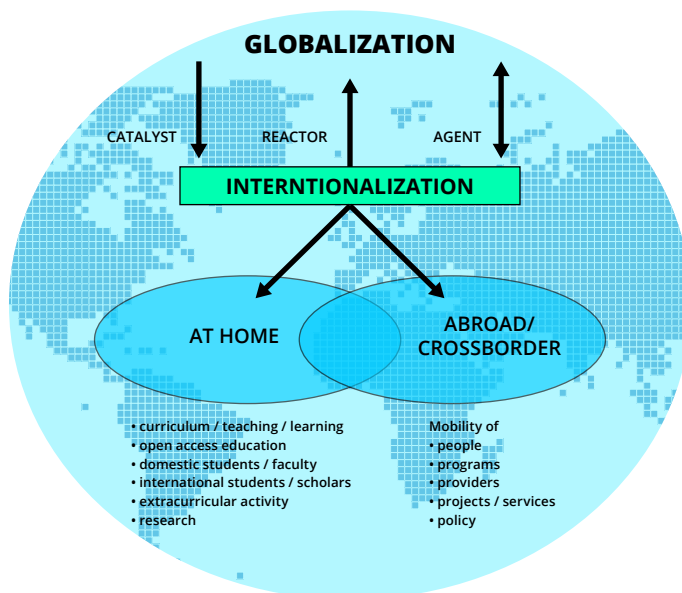 GLOBALIZATION
CATALYST
REACTOR
AGENT
INTERNTIONALIZATION
AT HOME
ABROAD/
CROSSBORDER
• curriculum / teaching / learning
• open access education
• domestic students / faculty
• international students / scholars
• extracurricular activity
• research
Mobility of
• people
• programs
• providers
• projects / services
• policy